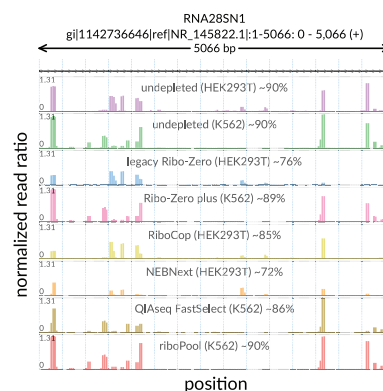 RNA28SN1
gi|1142736646|ref|NR_145822.1|:1-5066: 0 - 5,066 (+)
5066 bp
1.31
undepleted (HEK293T) ~90%
0
1.31
undepleted (K562) ~90%
0
1.31
legacy Ribo-Zero (HEK293T) ~76%
0
1.31
Ribo-Zero plus (K562) ~89%
0
1.31
RiboCop (HEK293T) ~85%
0
1.31
NEBNext (HEK293T) ~72%
0
1.31
QIAseq FastSelect (K562) ~86%
0
1.31
riboPool (K562) ~90%
0
normalized read ratio
position